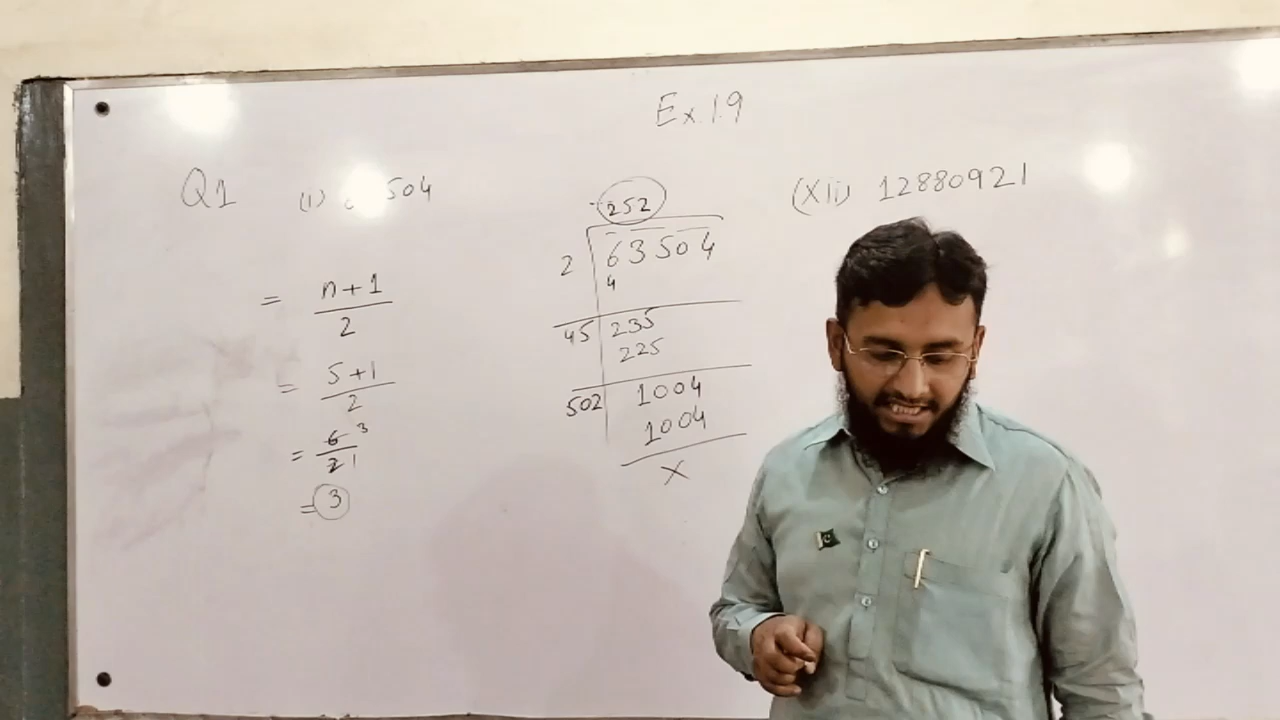 Ex.1.9
Q1 (i) 504
= n+1
2
= 5+1
2
= 6 3
2 1
= 3
252
2 63504
4
45 235
225
502 1004
1004
X
(Xii) 12880921